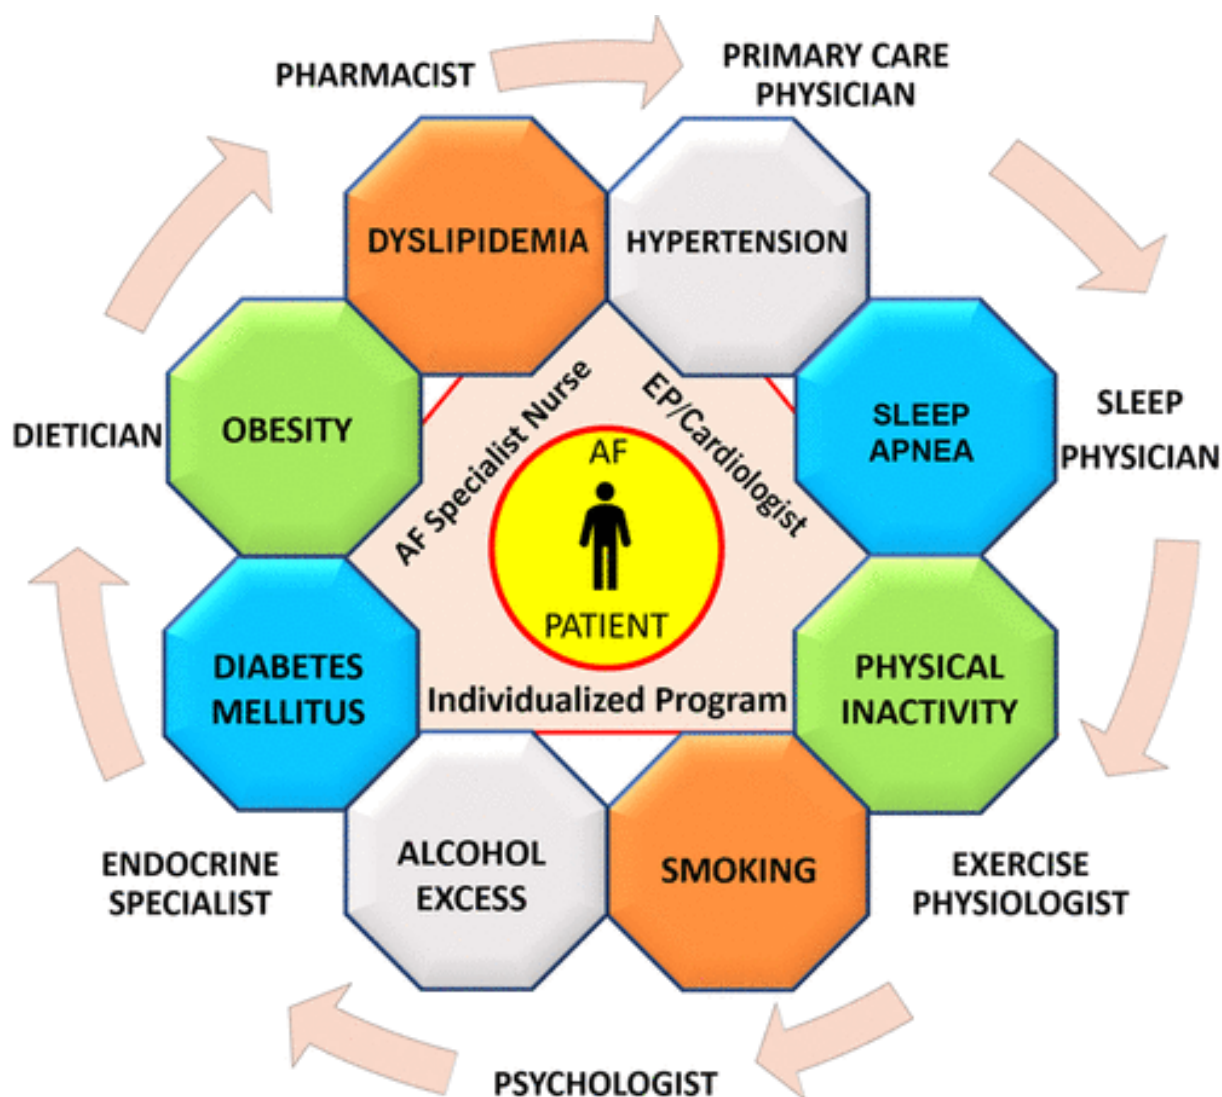 PHARMACIST
PRIMARY CARE
PHYSICIAN
DYSLIPIDEMIA
HYPERTENSION
OBESITY
SLEEP
APNEA
DIETICIAN
SLEEP
PHYSICIAN
AF Specialist Nurse
EP/Cardiologist
AF
PATIENT
Individualized Program
DIABETES
MELLITUS
PHYSICAL
INACTIVITY
ALCOHOL
EXCESS
SMOKING
ENDOCRINE
SPECIALIST
EXERCISE
PHYSIOLOGIST
PSYCHOLOGIST